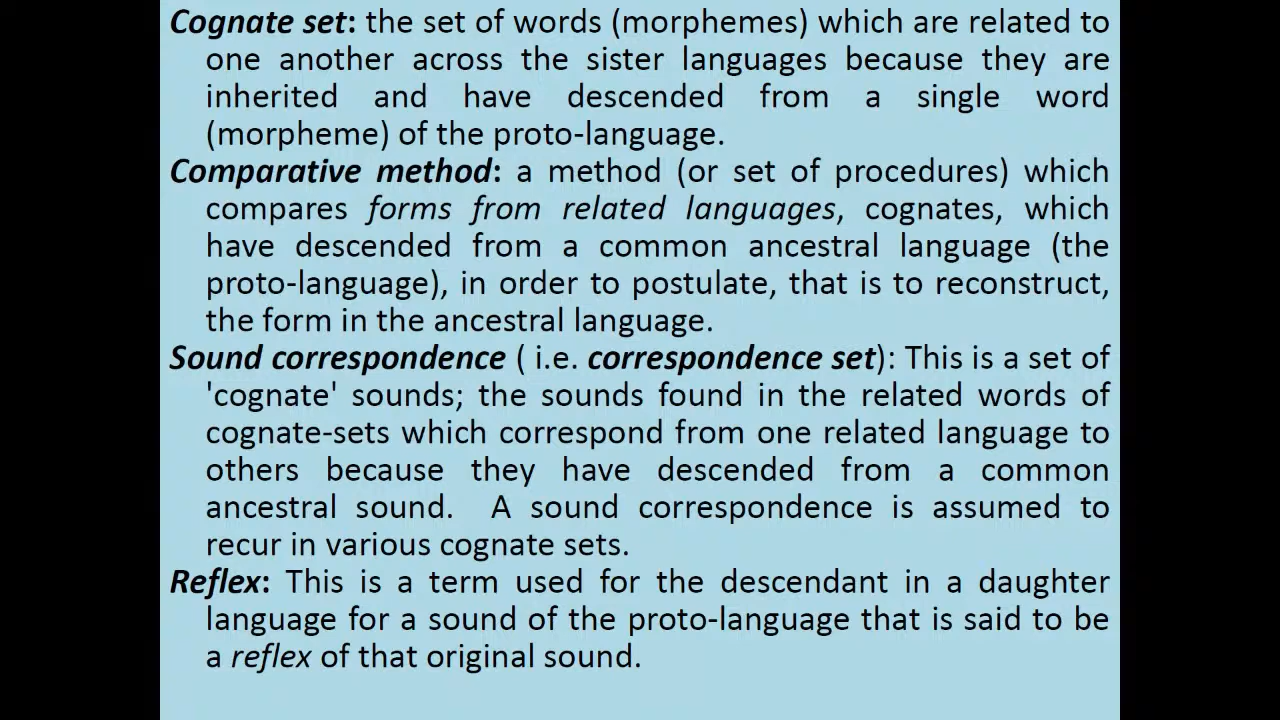 Cognate set: the set of words (morphemes) which are related to
one another across the sister languages because they are
inherited and have descended from a single word
(morpheme) of the proto-language.
Comparative method: a method (or set of procedures) which
compares forms from related languages, cognates, which
have descended from a common ancestral language (the
proto-language), in order to postulate, that is to reconstruct,
the form in the ancestral language.
Sound correspondence ( i.e. correspondence set): This is a set of
'cognate' sounds; the sounds found in the related words of
cognate-sets which correspond from one related language to
others because they have descended from a common
ancestral sound. A sound correspondence is assumed to
recur in various cognate sets.
Reflex: This is a term used for the descendant in a daughter
language for a sound of the proto-language that is said to be
a reflex of that original sound.